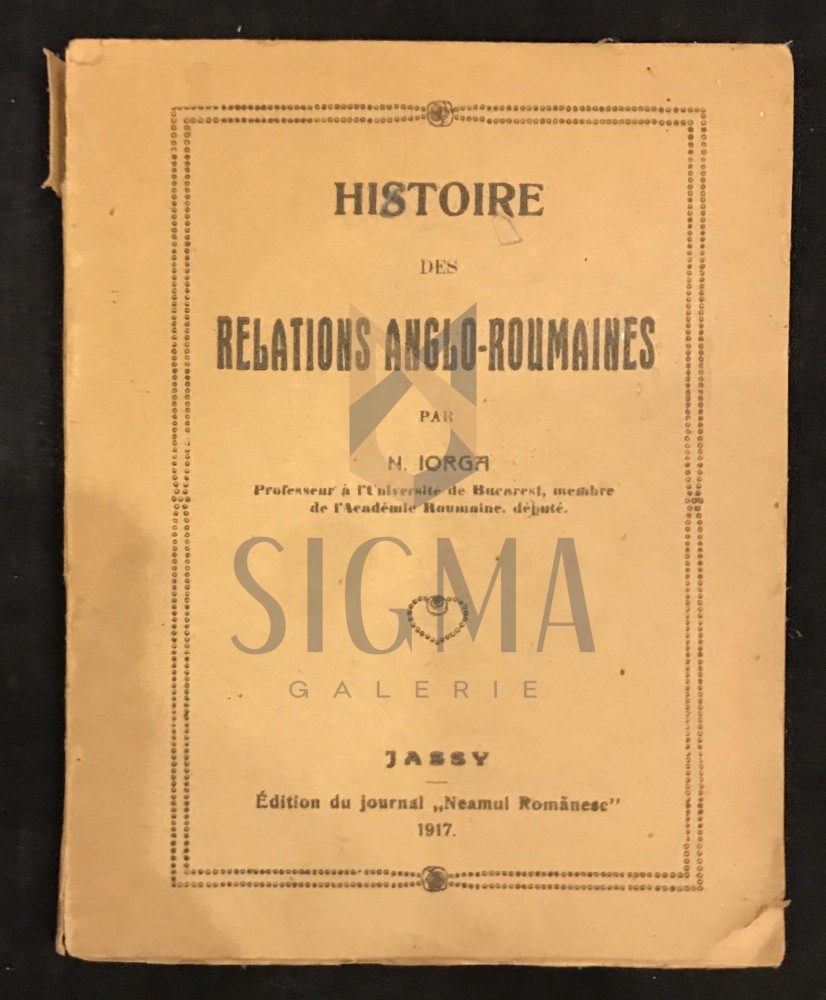 HISTOIRE
DES
RELATIONS ANGLO-ROUMAINES
PAR
N. IORGA
Professeur à l'Université de Bucarest, membre
de l'Académie Roumaine, député.
SIGMA
GALERIE
JASSY
Édition du journal „Neamul Românesc"
1917.